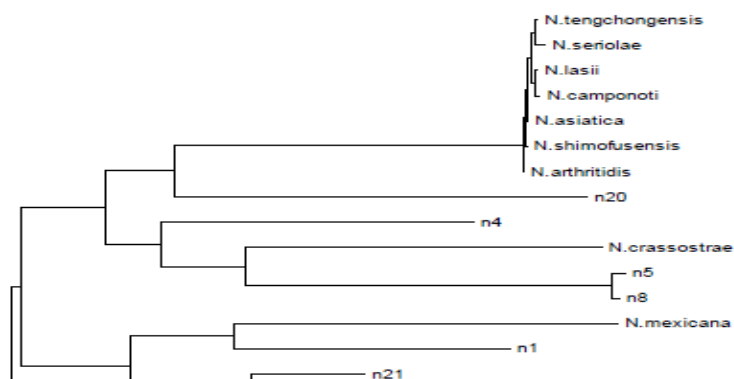 N.tengchongensis
N.seriolae
N.lasii
N.camponoti
N.asiatica
N.shimofusensis
N.arthritidis
n20
n4
N.crassostrae
n5
n8
N.mexicana
n1
n21